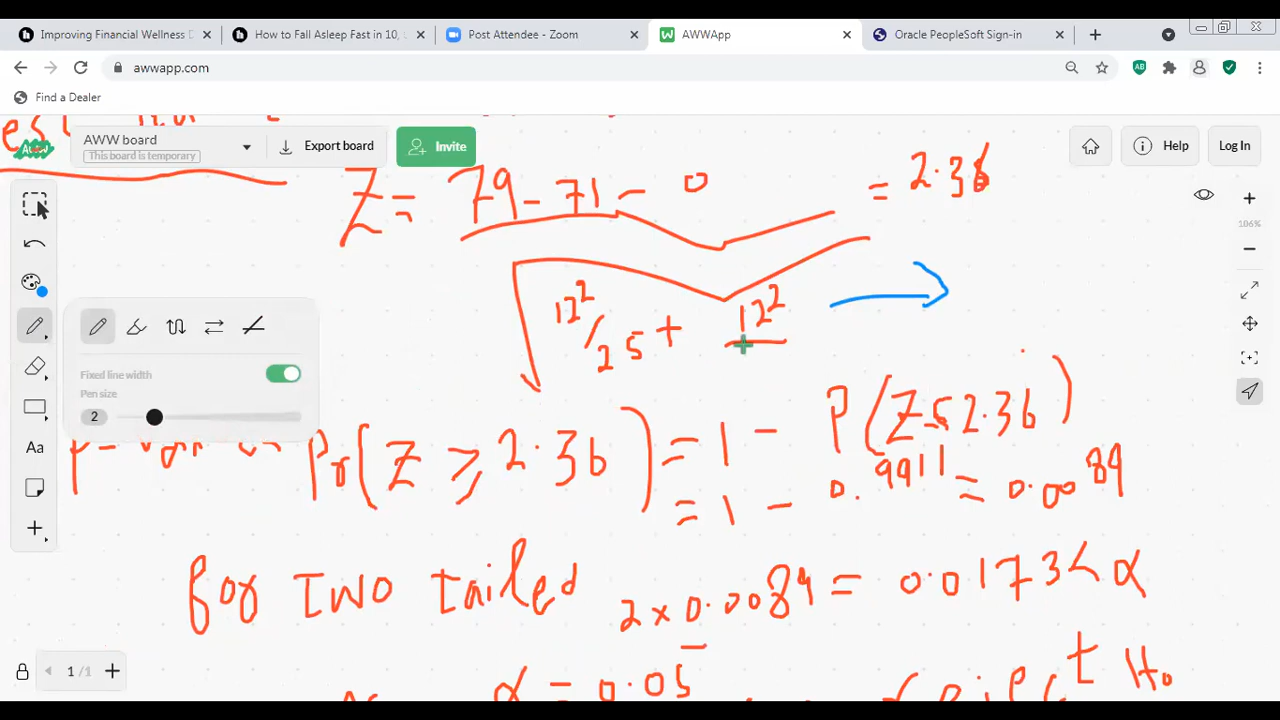 Improving Financial Wellness D
How to Fall Asleep Fast in 10, U
Post Attendee - Zoom
AWWApp
Oracle PeopleSoft Sign-in
awwapp.com
Find a Dealer
AWW board
This board is temporary
Export board
Invite
Help
Log In
Z = 79 - 71 - 0 = 2.36
106%
12² / 25 + 12²
Fixed line width
Pen size
2
Pr(Z ≥ 2.36) = 1 - P(Z ≤ 2.36)
= 1 - 0.9911 = 0.0089
Aa
for two tailed 2 x 0.0089 = 0.0173 < α
1 / 1
α = 0.05 reject H₀